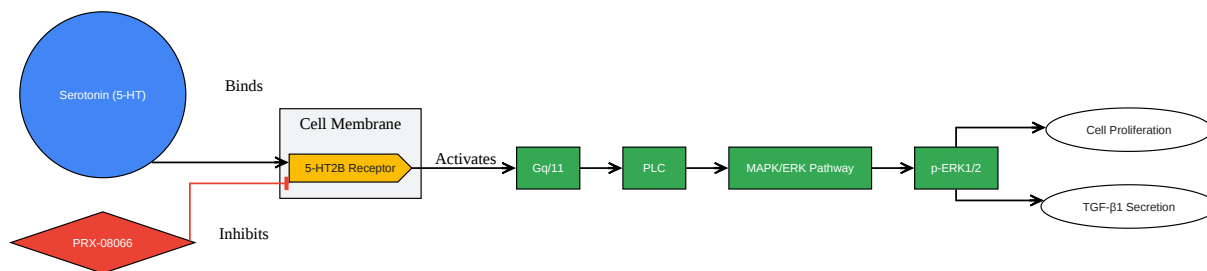 Serotonin (5-HT)
Binds
Cell Membrane
5-HT2B Receptor
Activates
Gq/11
PLC
MAPK/ERK Pathway
p-ERK1/2
Cell Proliferation
TGF-β1 Secretion
PRX-08066
Inhibits